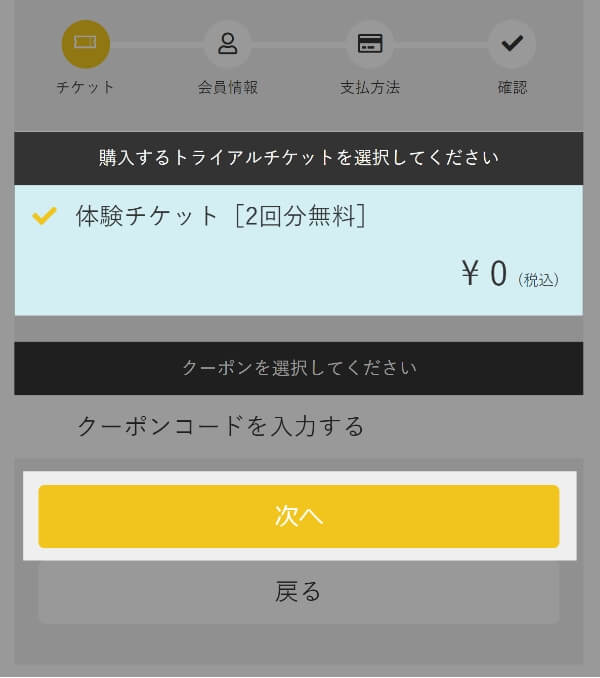 チケット
会員情報
支払方法
確認
購入するトライアルチケットを選択してください
体験チケット［2回分無料］
¥ 0 (税込)
クーポンを選択してください
クーポンコードを入力する
次へ
戻る